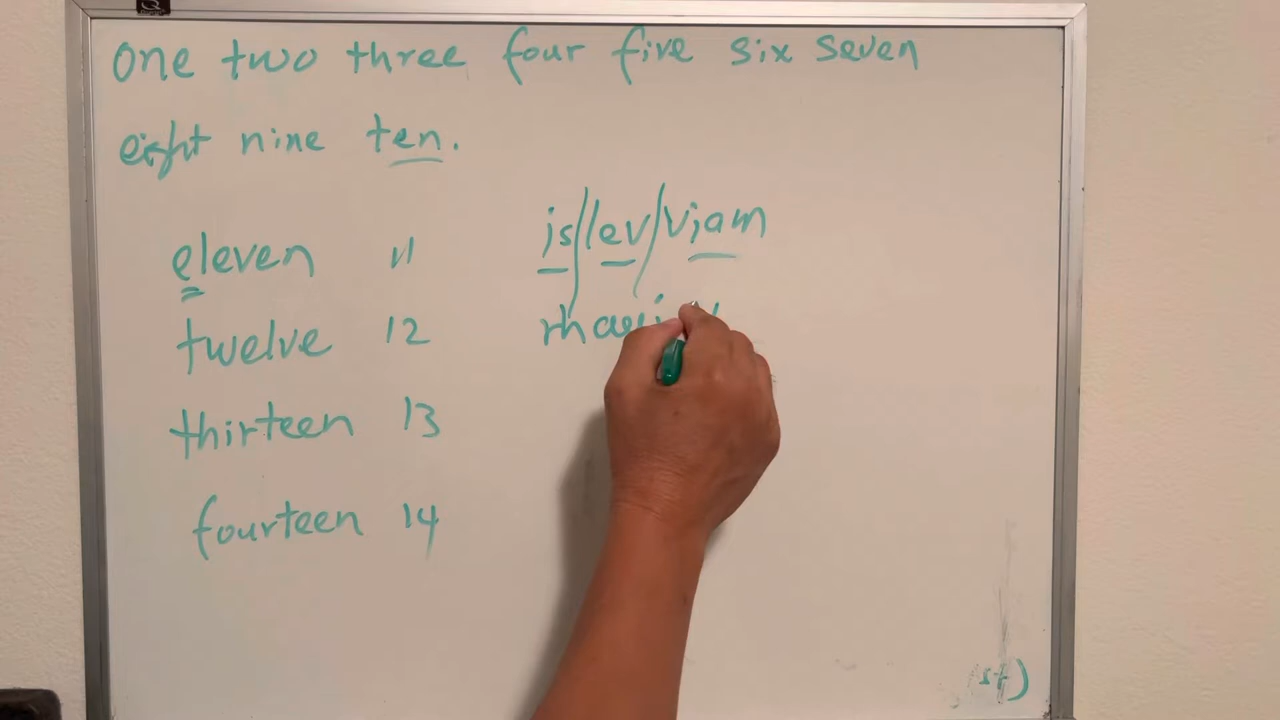 one two three four five six seven
eight nine ten.
eleven 11
is/lev/viam
twelve 12
thirteen 13
fourteen 14